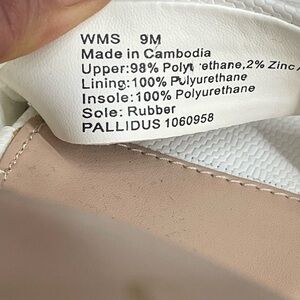 WMS 9M
Made in Cambodia
Upper:98% Polyurethane,2% Zinc
Lining:100% Polyurethane
Insole:100% Polyurethane
Sole: Rubber
PALLIDUS 1060958